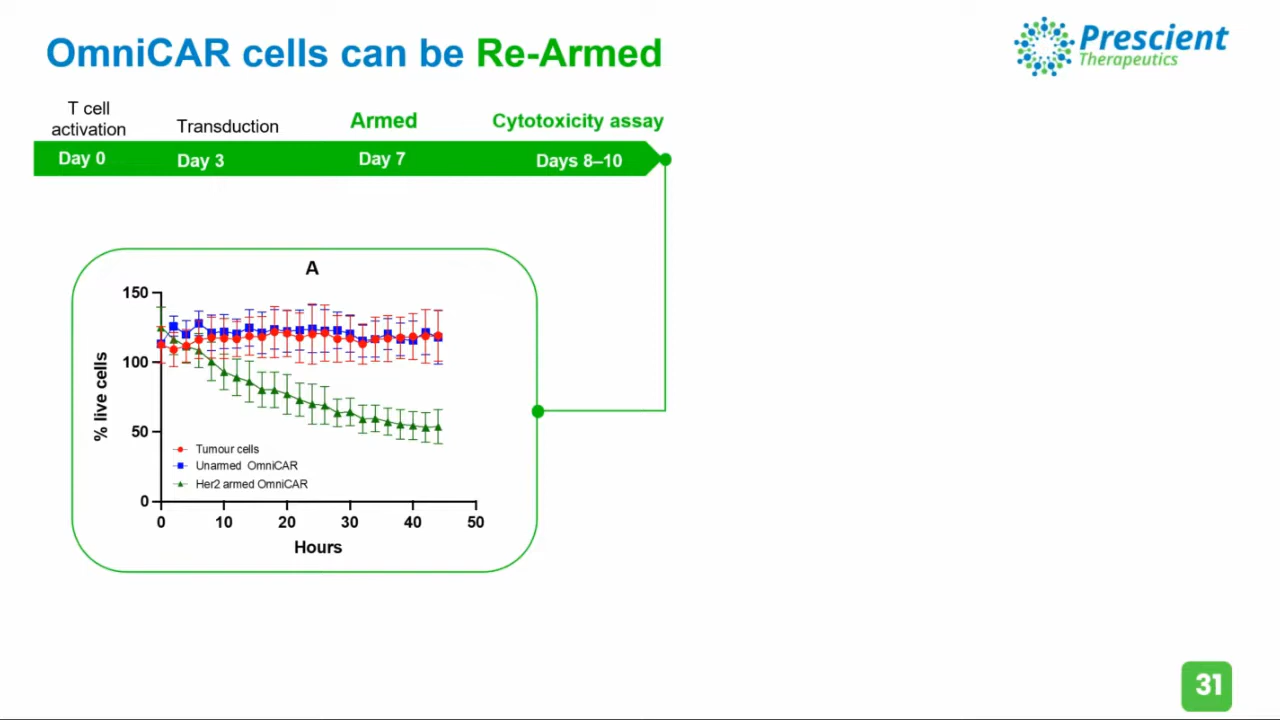 OmniCAR cells can be Re-Armed
Prescient
Therapeutics
T cell
activation
Transduction
Armed
Cytotoxicity assay
Day 0
Day 3
Day 7
Days 8–10
A
150
100
50
0
% live cells
Tumour cells
Unarmed OmniCAR
Her2 armed OmniCAR
0 10 20 30 40 50
Hours
31